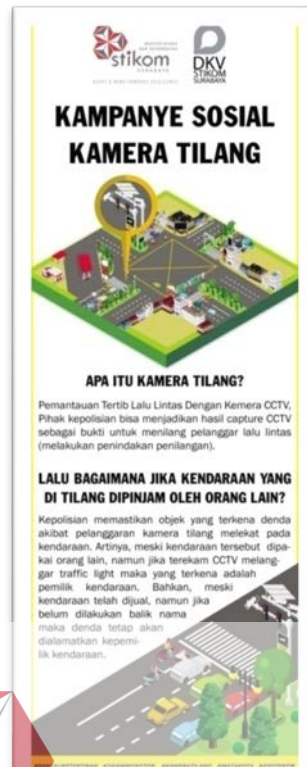 stikom
SURABAYA
DKV
STIKOM
SURABAYA
KAMPANYE SOSIAL
KAMERA TILANG
APA ITU KAMERA TILANG?
Pemantauan Tertib Lalu Lintas Dengan Kemera CCTV,
Pihak kepolisian bisa menjadikan hasil capture CCTV
sebagai bukti untuk menilang pelanggar lalu lintas
(melakukan penindakan penilangan).
LALU BAGAIMANA JIKA KENDARAAN YANG
DI TILANG DIPINJAM OLEH ORANG LAIN?
Kepolisian memastikan objek yang terkena denda
akibat pelanggaran kamera tilang melekat pada
kendaraan. Artinya, meski kendaraan tersebut dipa-
kai orang lain, namun jika terekam CCTV melang-
gar traffic light maka yang terkena adalah
pemilik kendaraan. Bahkan, meski
kendaraan telah dijual, namun jika
belum dilakukan balik nama
maka denda tetap akan
dialamatkan kepemi-
lik kendaraan.